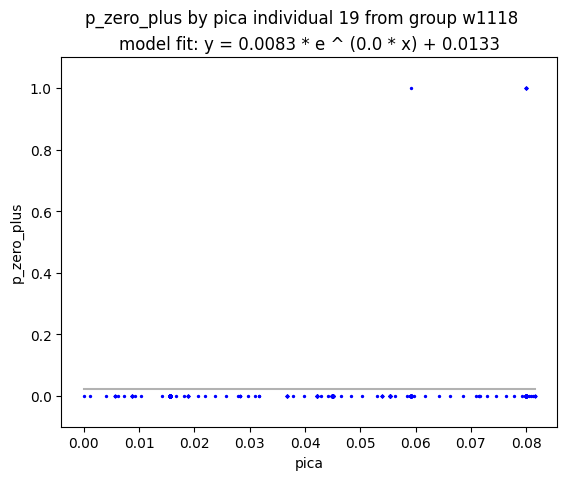 p_zero_plus by pica individual 19 from group w1118
model fit: y = 0.0083 * e ^ (0.0 * x) + 0.0133
1.0
0.8
0.6
0.4
0.2
0.0
p_zero_plus
0.00 0.01 0.02 0.03 0.04 0.05 0.06 0.07 0.08
pica